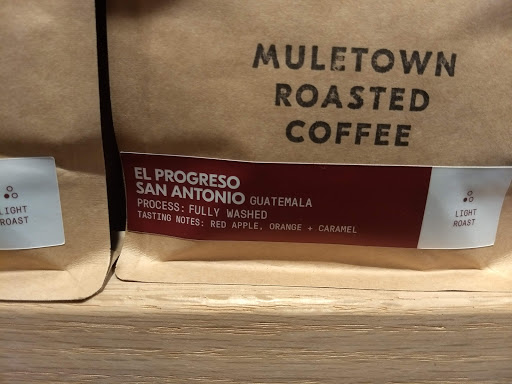 MULETOWN
ROASTED
COFFEE
EL PROGRESO
SAN ANTONIO GUATEMALA
PROCESS: FULLY WASHED
TASTING NOTES: RED APPLE, ORANGE + CARAMEL
LIGHT
ROAST
LIGHT
ROAST